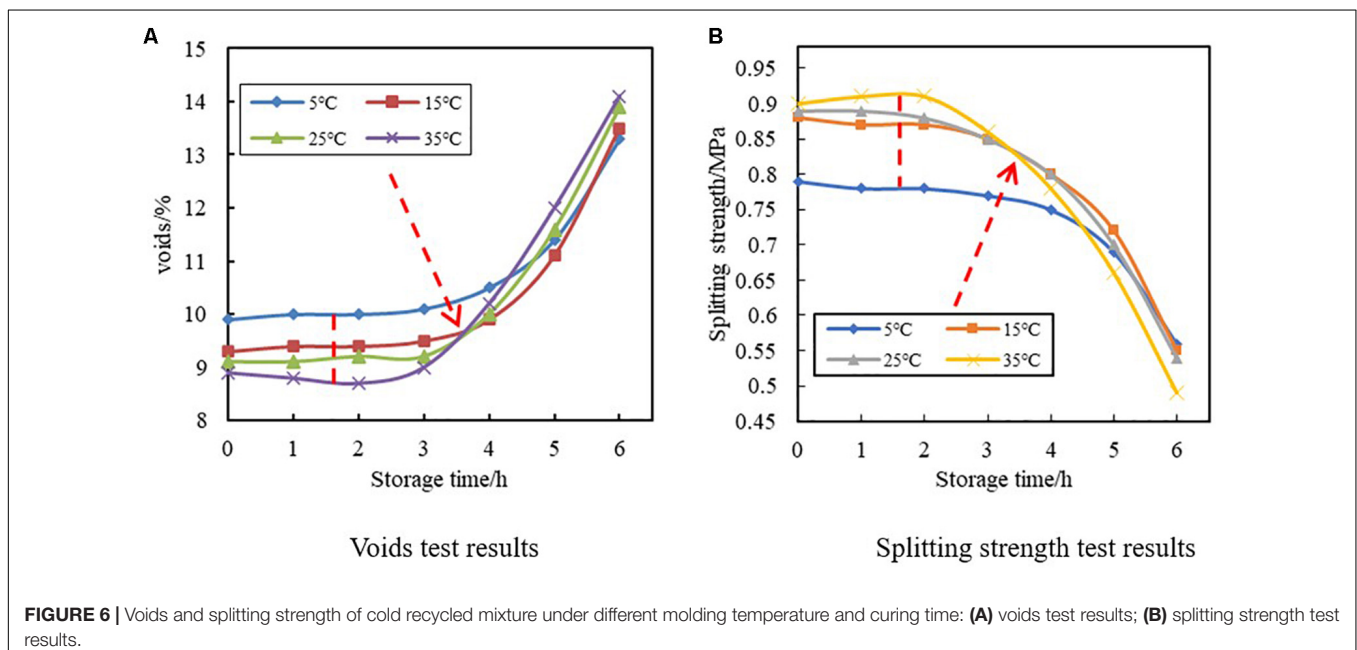 A
15
14
13
12
11
10
9
8
voids/%
5°C
15°C
25°C
35°C
0 1 2 3 4 5 6
Storage time/h
Voids test results
B
0.95
0.9
0.85
0.8
0.75
0.7
0.65
0.6
0.55
0.5
0.45
Splitting strength/MPa
5°C
15°C
25°C
35°C
0 1 2 3 4 5 6
Storage time/h
Splitting strength test results
FIGURE 6 | Voids and splitting strength of cold recycled mixture under different molding temperature and curing time: (A) voids test results; (B) splitting strength test
results.